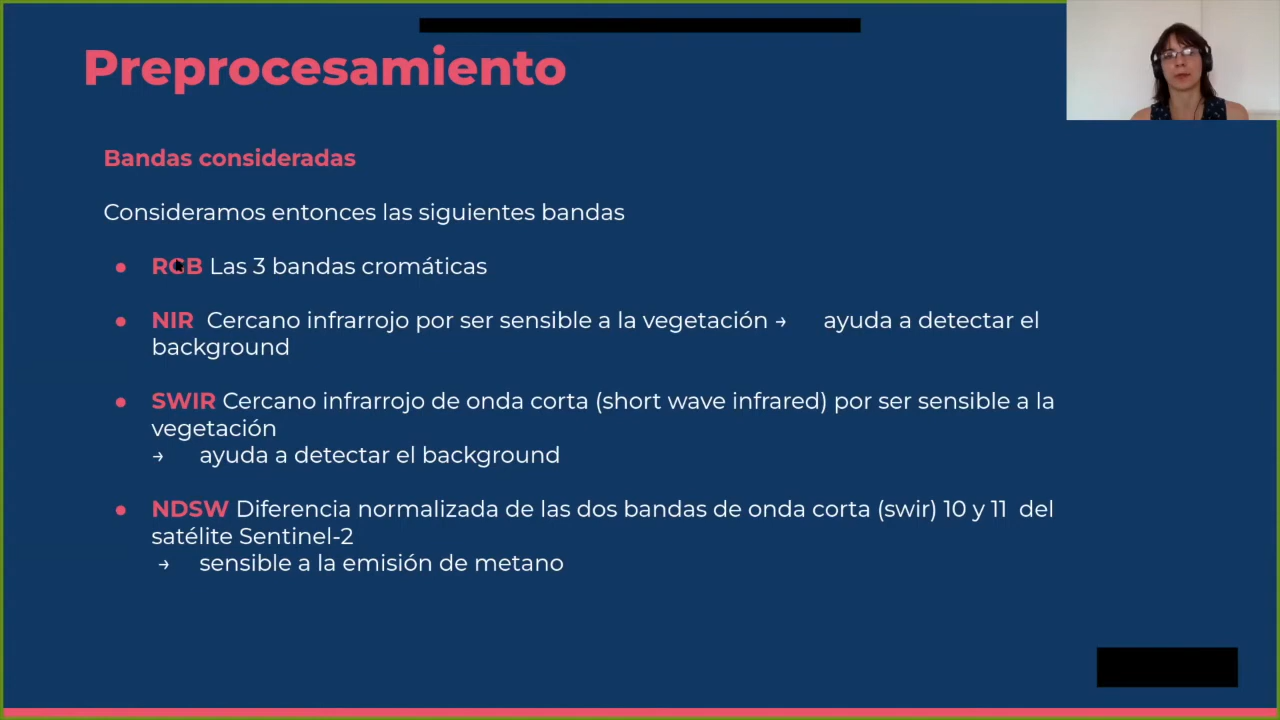 Preprocesamiento
Bandas consideradas
Consideramos entonces las siguientes bandas
● RGB Las 3 bandas cromáticas
● NIR Cercano infrarrojo por ser sensible a la vegetación → ayuda a detectar el
background
● SWIR Cercano infrarrojo de onda corta (short wave infrared) por ser sensible a la
vegetación
→ ayuda a detectar el background
● NDSW Diferencia normalizada de las dos bandas de onda corta (swir) 10 y 11 del
satélite Sentinel-2
→ sensible a la emisión de metano